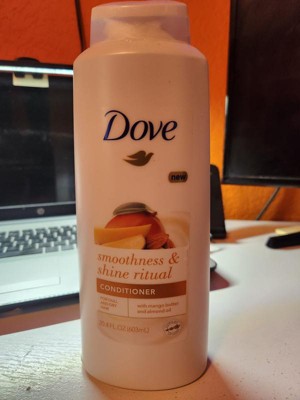 Dove
new
smoothness &
shine ritual
CONDITIONER
with mango butter
and almond oil